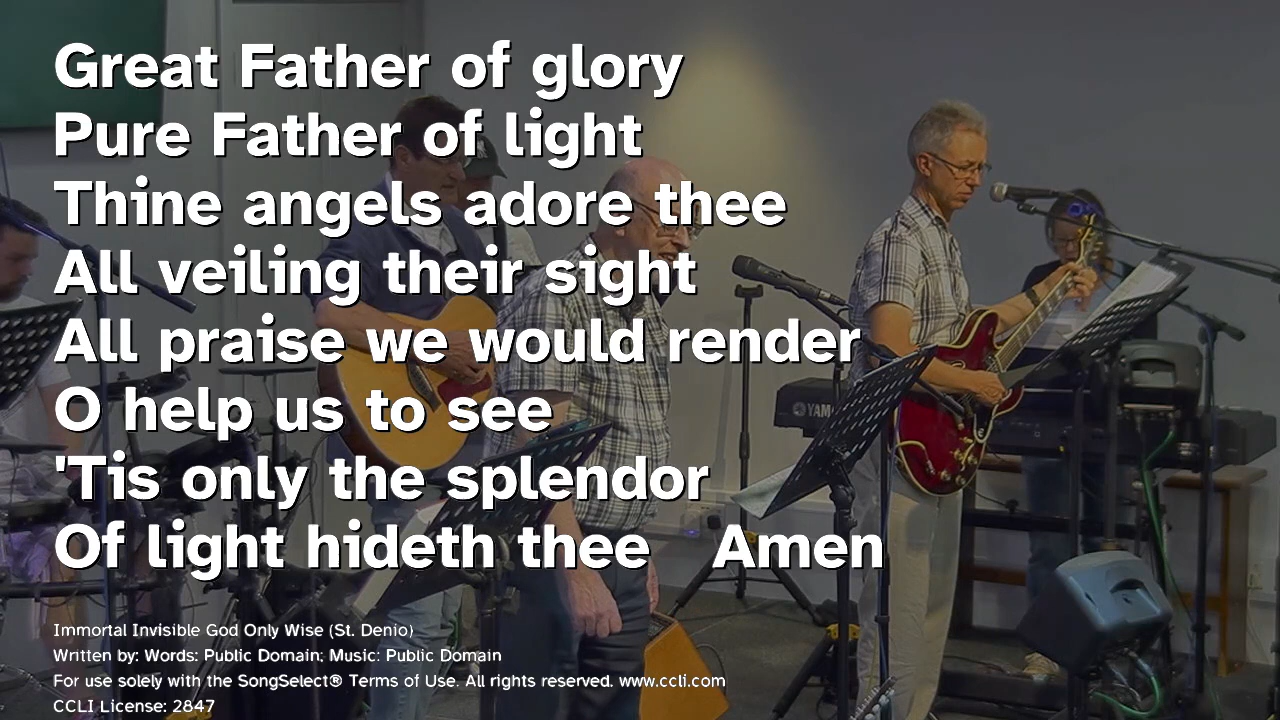 Great Father of glory
Pure Father of light
Thine angels adore thee
All veiling their sight
All praise we would render
O help us to see
'Tis only the splendor
Of light hideth thee Amen
Immortal Invisible God Only Wise (St. Denio)
Written by: Words: Public Domain; Music: Public Domain
For use solely with the SongSelect® Terms of Use. All rights reserved. www.ccli.com
CCLI License: 2847